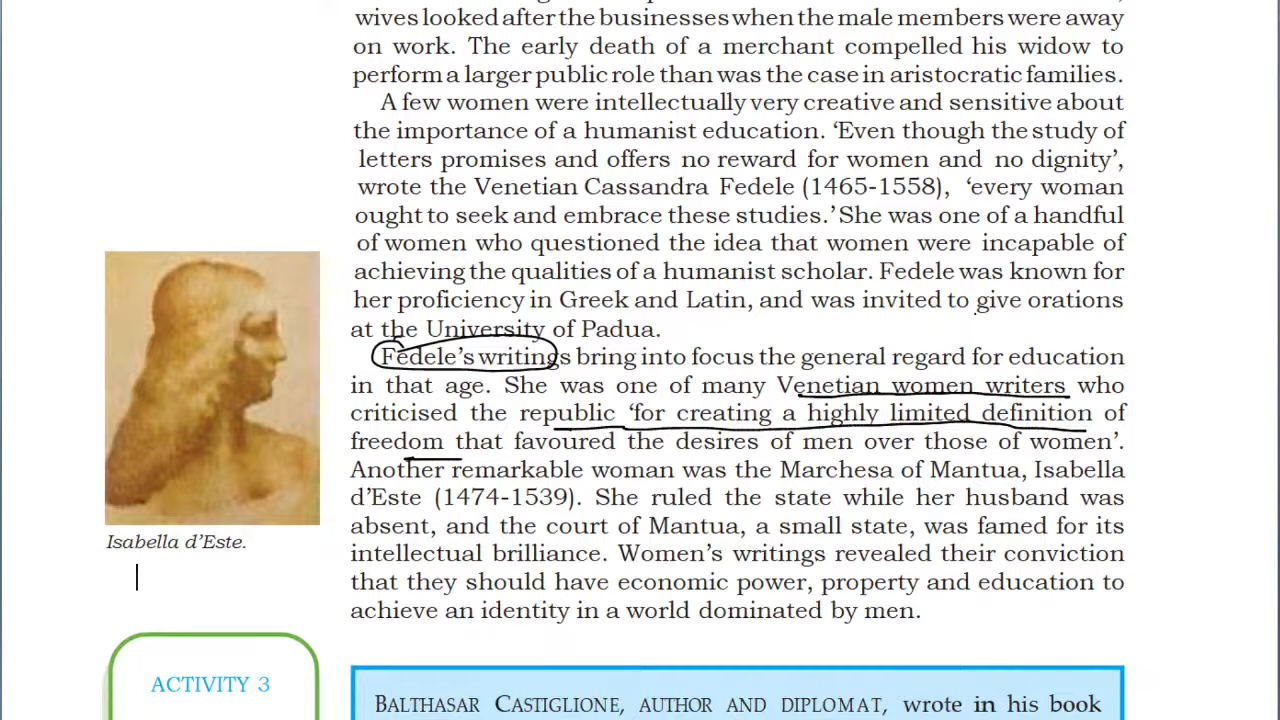 wives looked after the businesses when the male members were away
on work. The early death of a merchant compelled his widow to
perform a larger public role than was the case in aristocratic families.
A few women were intellectually very creative and sensitive about
the importance of a humanist education. ‘Even though the study of
letters promises and offers no reward for women and no dignity’,
wrote the Venetian Cassandra Fedele (1465-1558), ‘every woman
ought to seek and embrace these studies.’ She was one of a handful
of women who questioned the idea that women were incapable of
achieving the qualities of a humanist scholar. Fedele was known for
her proficiency in Greek and Latin, and was invited to give orations
at the University of Padua.
Fedele’s writings bring into focus the general regard for education
in that age. She was one of many Venetian women writers who
criticised the republic ‘for creating a highly limited definition of
freedom that favoured the desires of men over those of women’.
Another remarkable woman was the Marchesa of Mantua, Isabella
d’Este (1474-1539). She ruled the state while her husband was
absent, and the court of Mantua, a small state, was famed for its
intellectual brilliance. Women’s writings revealed their conviction
that they should have economic power, property and education to
achieve an identity in a world dominated by men.
Isabella d’Este.
ACTIVITY 3
BALTHASAR CASTIGLIONE, AUTHOR AND DIPLOMAT, wrote in his book